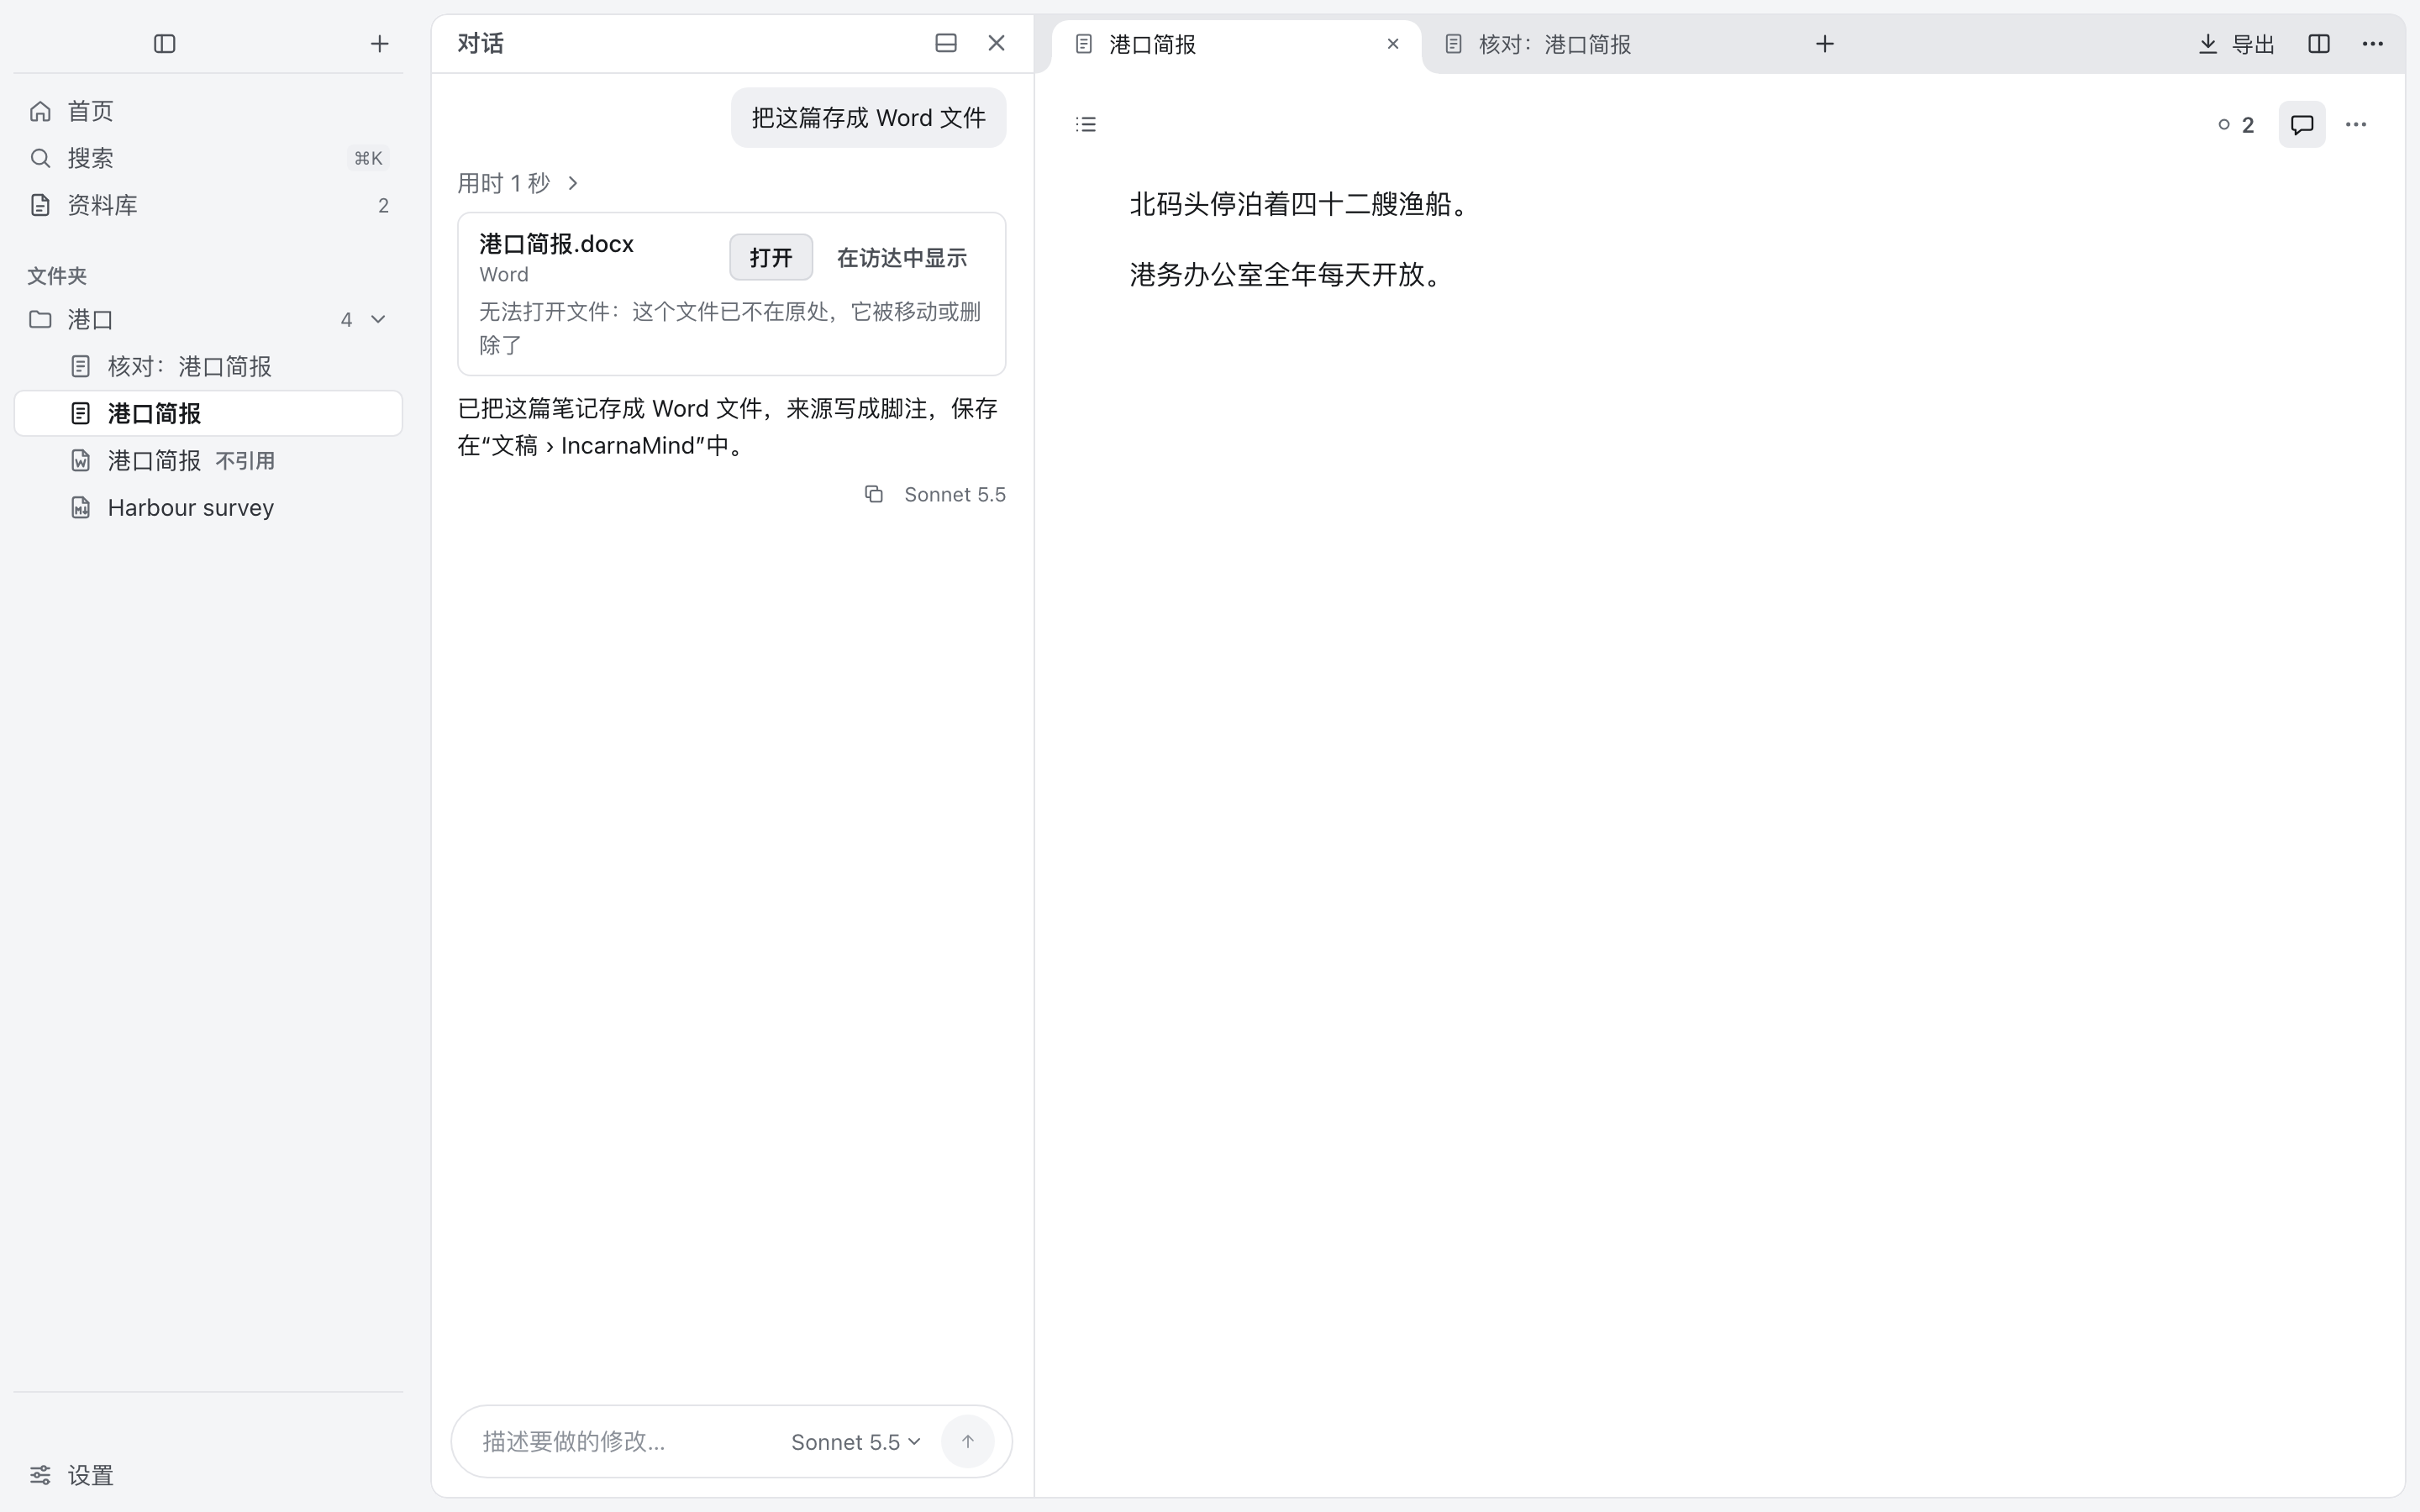 首页
搜索
⌘K
资料库
2
文件夹
港口
4
核对：港口简报
港口简报
港口简报 不引用
Harbour survey
设置
对话
把这篇存成 Word 文件
用时 1 秒
港口简报.docx
Word
打开
在访达中显示
无法打开文件：这个文件已不在原处，它被移动或删
除了
已把这篇笔记存成 Word 文件，来源写成脚注，保存
在“文稿 › IncarnaMind”中。
Sonnet 5.5
描述要做的修改...
Sonnet 5.5
港口简报
核对：港口简报
导出
2
北码头停泊着四十二艘渔船。
港务办公室全年每天开放。